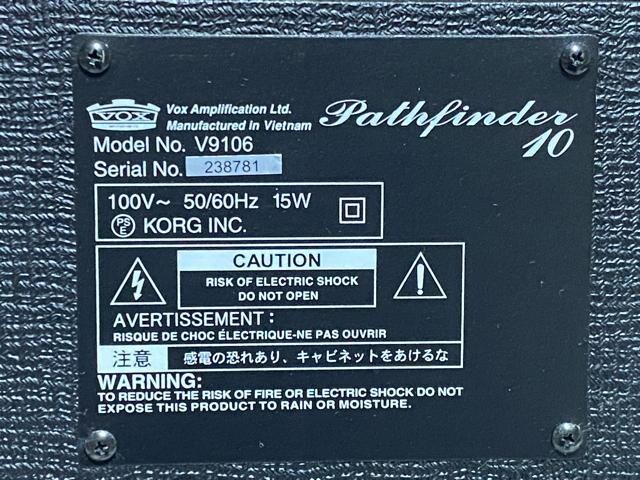 VOX
Vox Amplification Ltd.
Manufactured in Vietnam
Pathfinder
10
Model No. V9106
Serial No. 238781
100V~ 50/60Hz 15W
PSE KORG INC.
CAUTION
RISK OF ELECTRIC SHOCK
DO NOT OPEN
AVERTISSEMENT :
RISQUE DE CHOC ÉLECTRIQUE-NE PAS OUVRIR
注意 感電の恐れあり、キャビネットをあけるな
WARNING:
TO REDUCE THE RISK OF FIRE OR ELECTRIC SHOCK DO NOT
EXPOSE THIS PRODUCT TO RAIN OR MOISTURE.